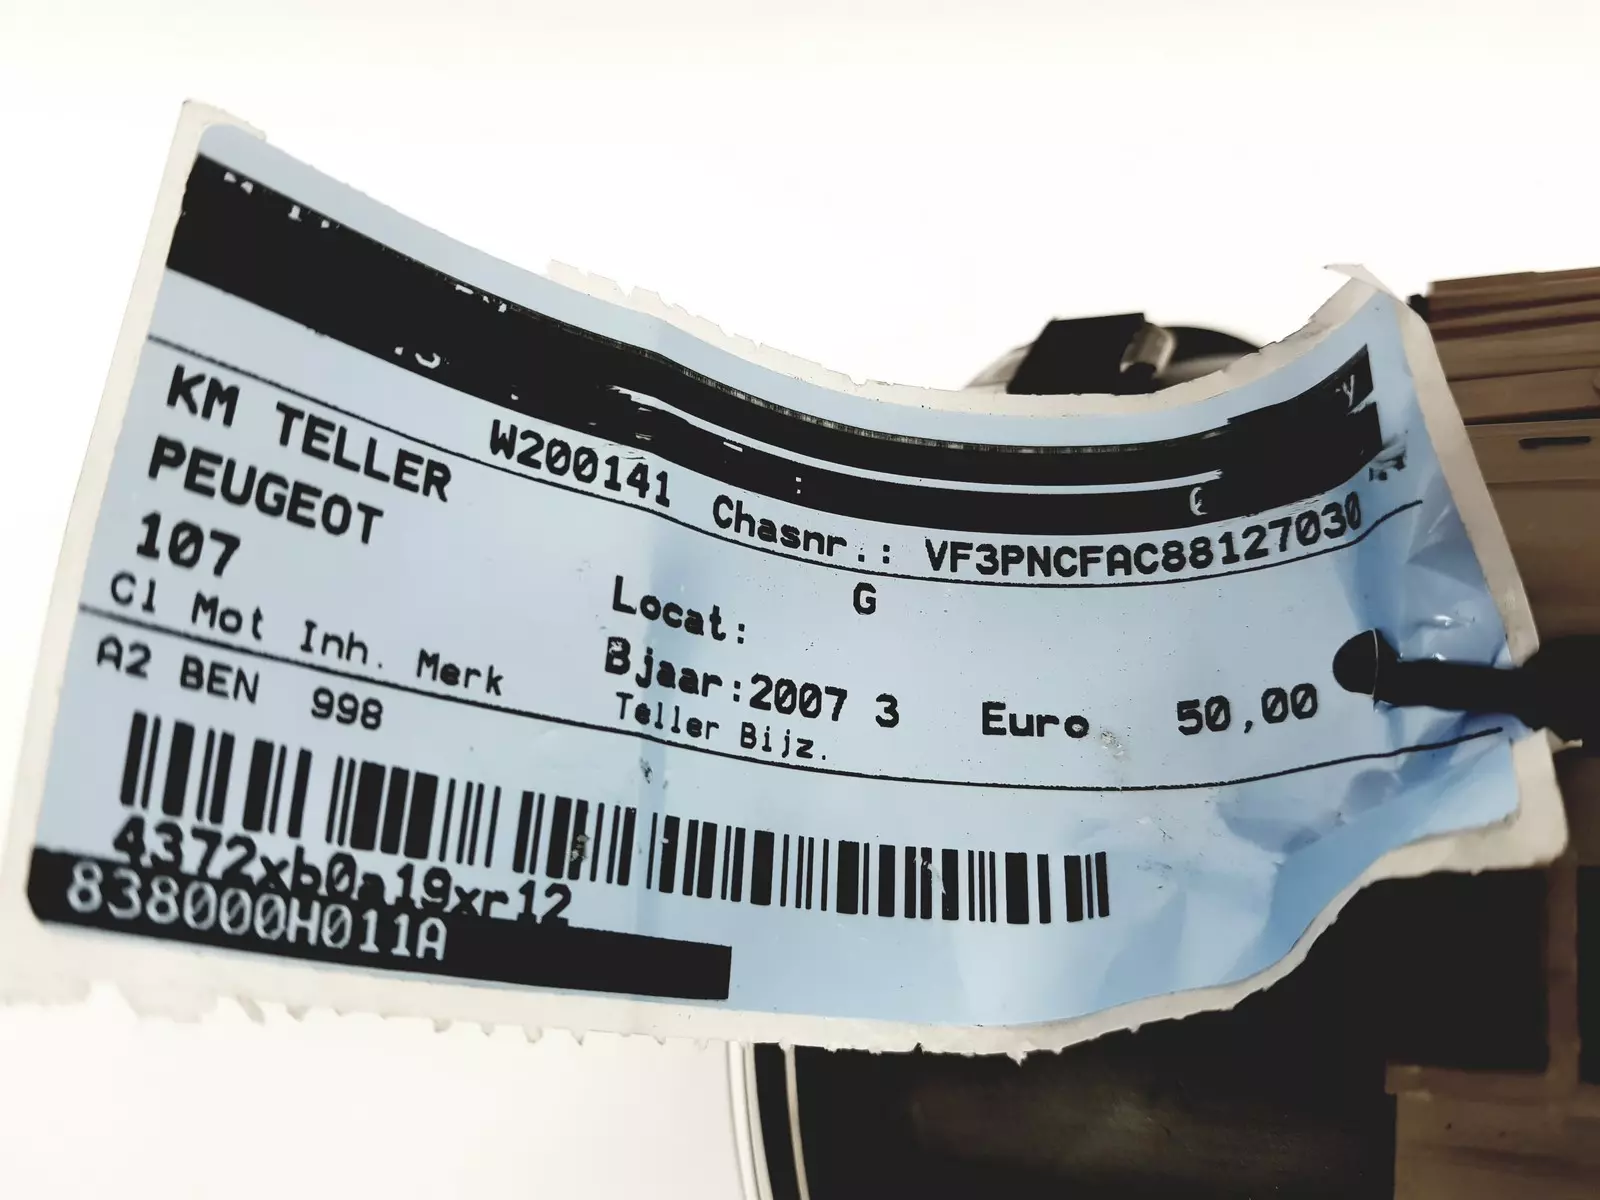 KM TELLER W200141 Chasnr.: VF3PNCFAC88127030
PEUGEOT G
107 Locat:
Bjaar:2007 3 Euro 50,00
Cl Mot Inh. Merk Teller Bijz.
A2 BEN 998
4372xb0a19xr12
838000H011A